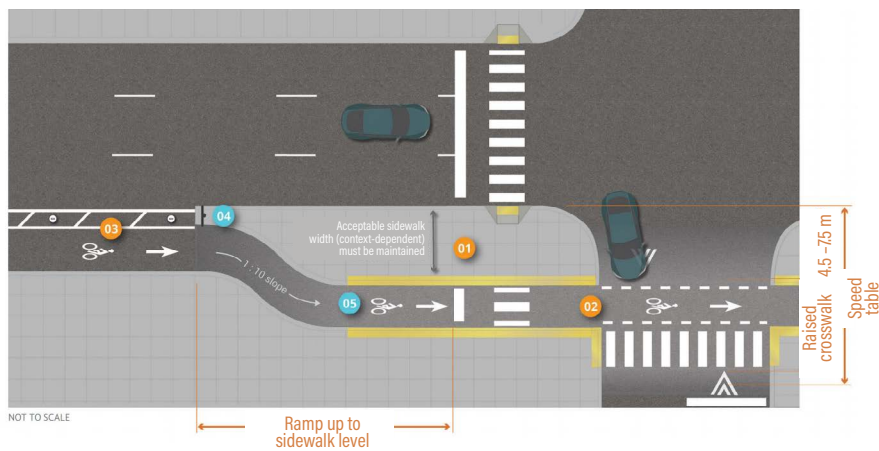 04
03
Acceptable sidewalk
width (context-dependent)
must be maintained
01
1 : 10 slope
05
02
Raised
crosswalk
4.5 –7.5 m
Speed
table
NOT TO SCALE
Ramp up to
sidewalk level